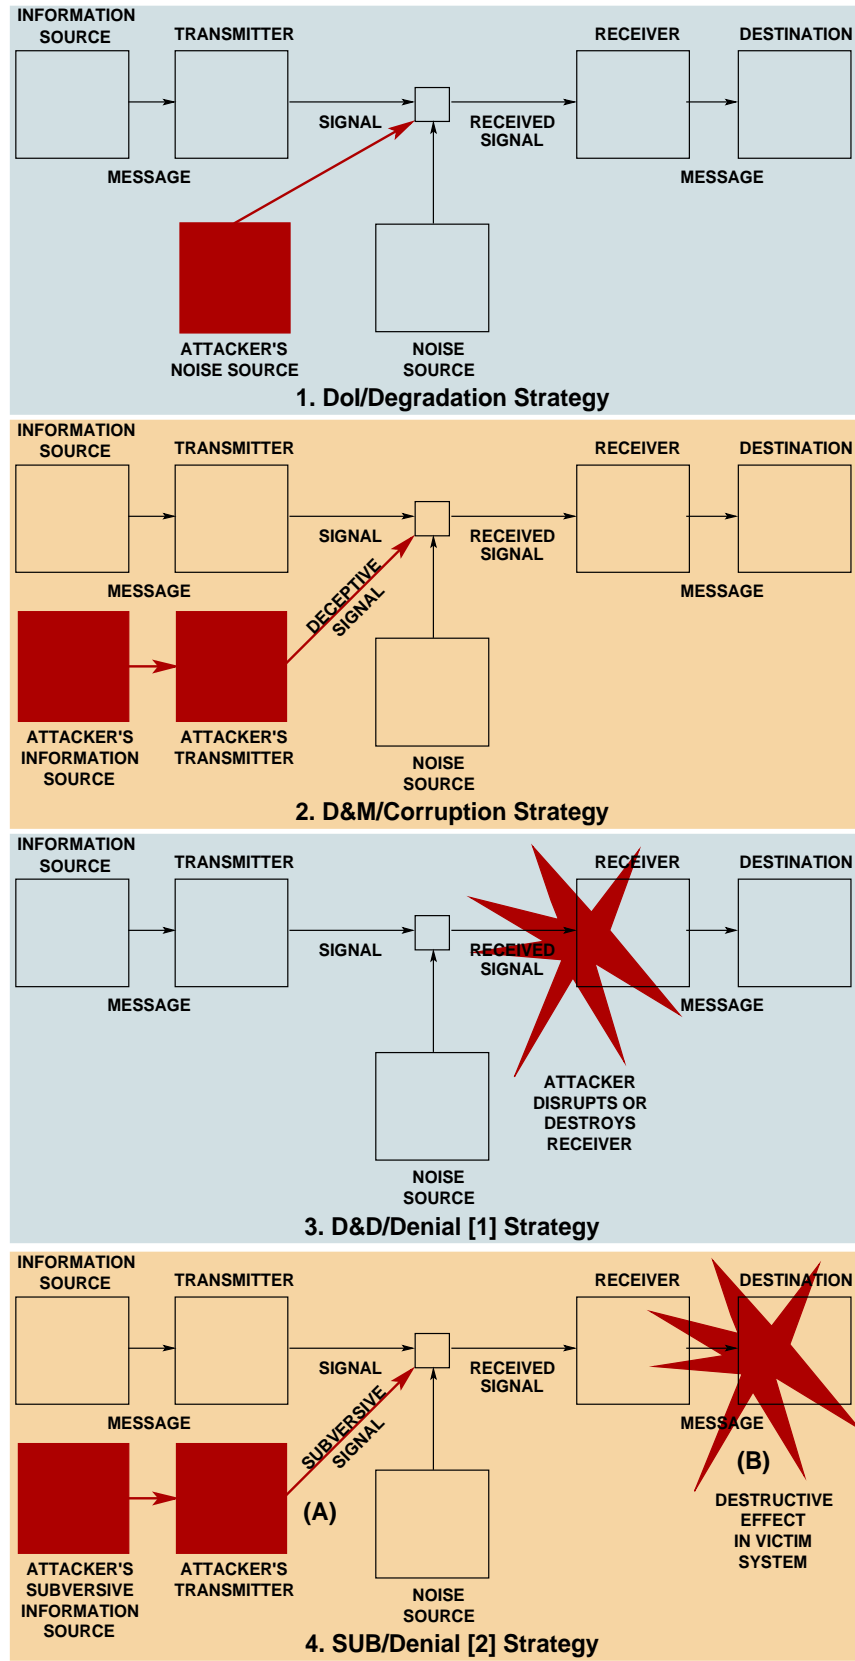 INFORMATION
SOURCE
TRANSMITTER
RECEIVER
DESTINATION
SIGNAL
RECEIVED
SIGNAL
MESSAGE
MESSAGE
ATTACKER'S
NOISE SOURCE
NOISE
SOURCE
1. DoI/Degradation Strategy
INFORMATION
SOURCE
TRANSMITTER
RECEIVER
DESTINATION
SIGNAL
RECEIVED
SIGNAL
DECEPTIVE
SIGNAL
MESSAGE
MESSAGE
ATTACKER'S
INFORMATION
SOURCE
ATTACKER'S
TRANSMITTER
NOISE
SOURCE
2. D&M/Corruption Strategy
INFORMATION
SOURCE
TRANSMITTER
RECEIVER
DESTINATION
SIGNAL
RECEIVED
SIGNAL
MESSAGE
MESSAGE
ATTACKER
DISRUPTS OR
DESTROYS
RECEIVER
NOISE
SOURCE
3. D&D/Denial [1] Strategy
INFORMATION
SOURCE
TRANSMITTER
RECEIVER
DESTINATION
SIGNAL
RECEIVED
SIGNAL
SUBVERSIVE
SIGNAL
MESSAGE
MESSAGE
(A)
(B)
DESTRUCTIVE
EFFECT
IN VICTIM
SYSTEM
ATTACKER'S
SUBVERSIVE
INFORMATION
SOURCE
ATTACKER'S
TRANSMITTER
NOISE
SOURCE
4. SUB/Denial [2] Strategy